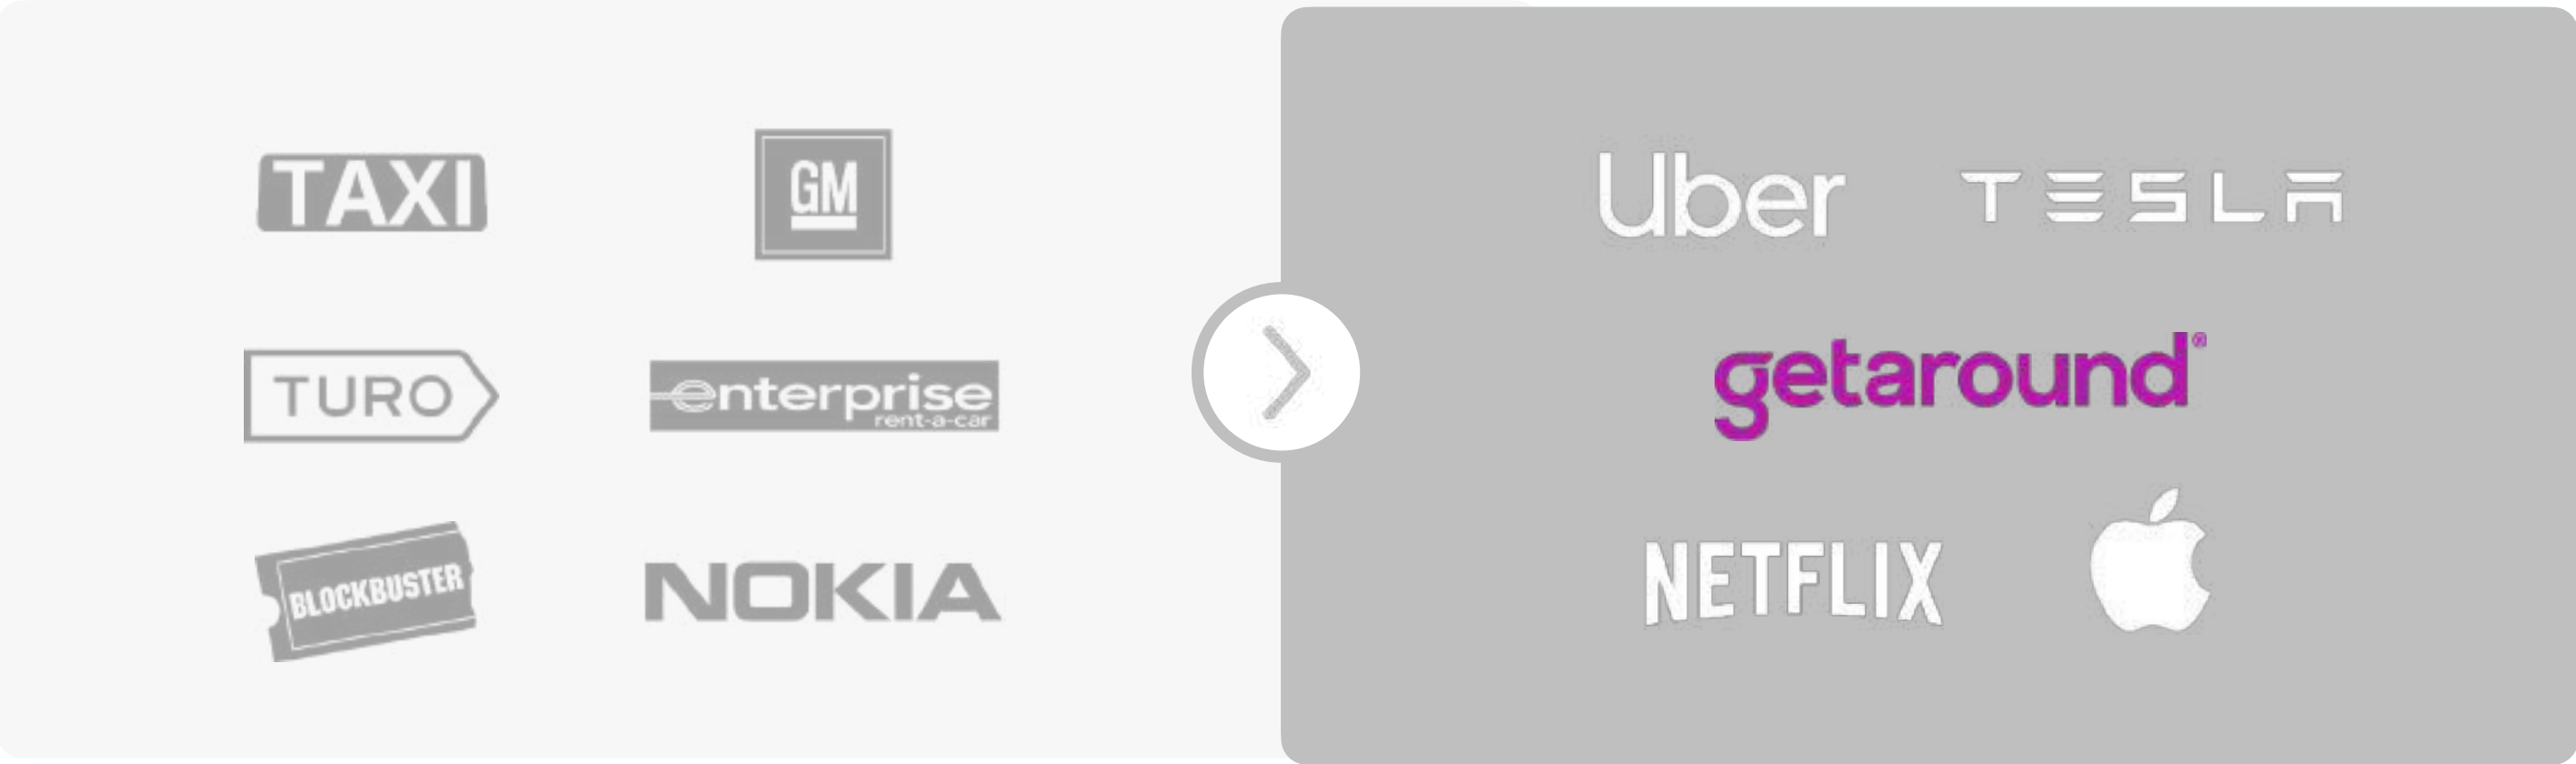 TAXI
GM
TURO
enterprise
rent-a-car
BLOCKBUSTER
NOKIA
Uber
TESLA
getaround®
NETFLIX